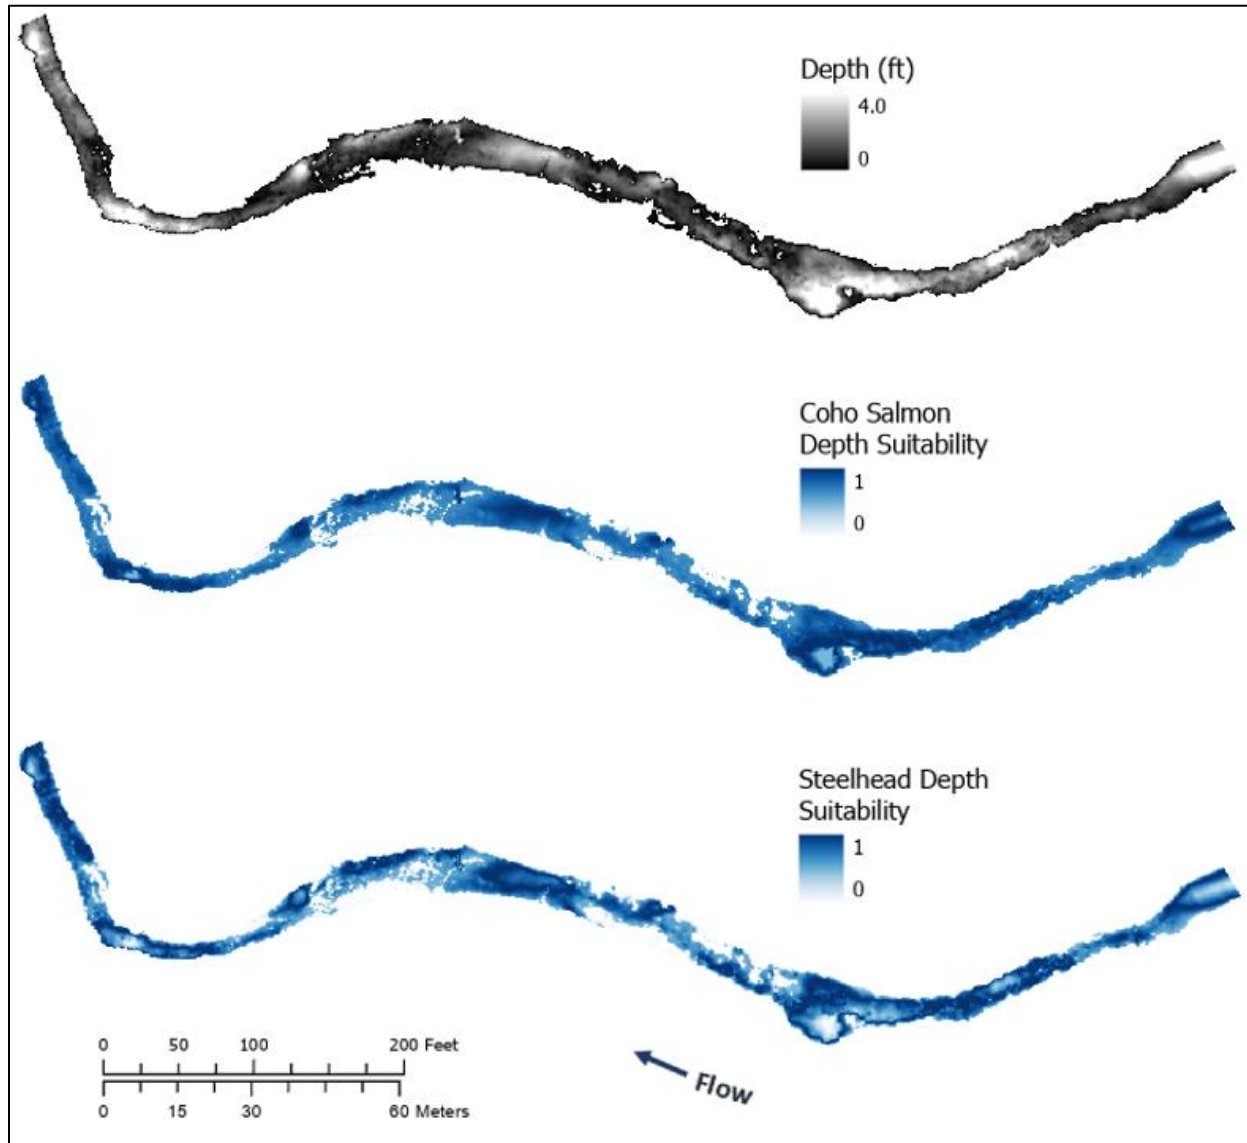 Depth (ft)
4.0
0
Coho Salmon
Depth Suitability
1
0
Steelhead Depth
Suitability
1
0
0 50 100 200 Feet
0 15 30 60 Meters
Flow